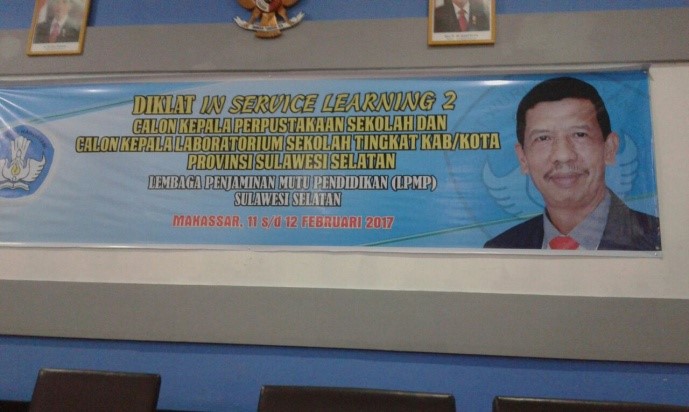 DIKLAT IN SERVICE LEARNING 2
CALON KEPALA PERPUSTAKAAN SEKOLAH DAN
CALON KEPALA LABORATORIUM SEKOLAH TINGKAT KAB/KOTA
PROVINSI SULAWESI SELATAN
LEMBAGA PENJAMINAN MUTU PENDIDIKAN (LPMP)
SULAWESI SELATAN
MAKASSAR, 11 s/d 12 FEBRUARI 2017